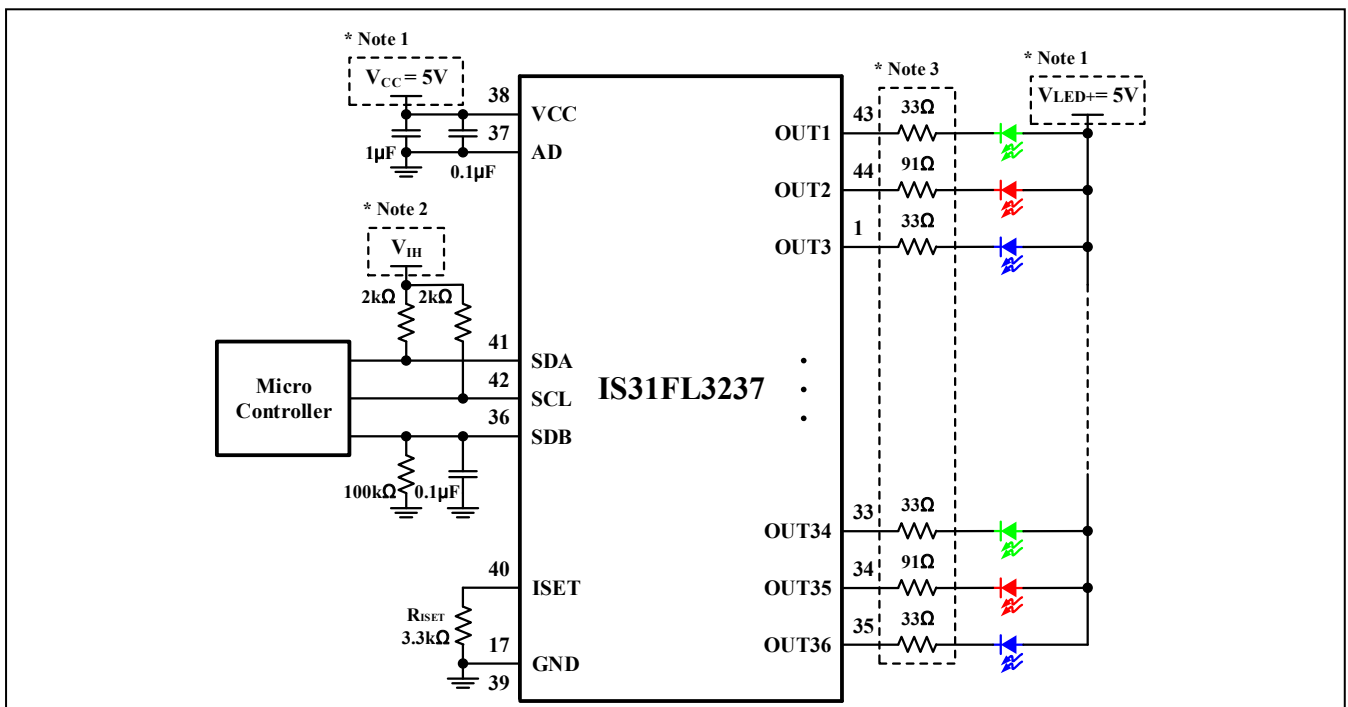 * Note 1
VCC = 5V
38
VCC
37
AD
1µF
0.1µF
* Note 2
VIH
2kΩ 2kΩ
41
SDA
42
SCL
36
SDB
Micro
Controller
100kΩ
0.1µF
40
ISET
RISET
3.3kΩ
17
GND
39
IS31FL3237
* Note 3
* Note 1
VLED+= 5V
OUT1
43
33Ω
OUT2
44
91Ω
OUT3
1
33Ω
OUT34
33
33Ω
OUT35
34
91Ω
OUT36
35
33Ω